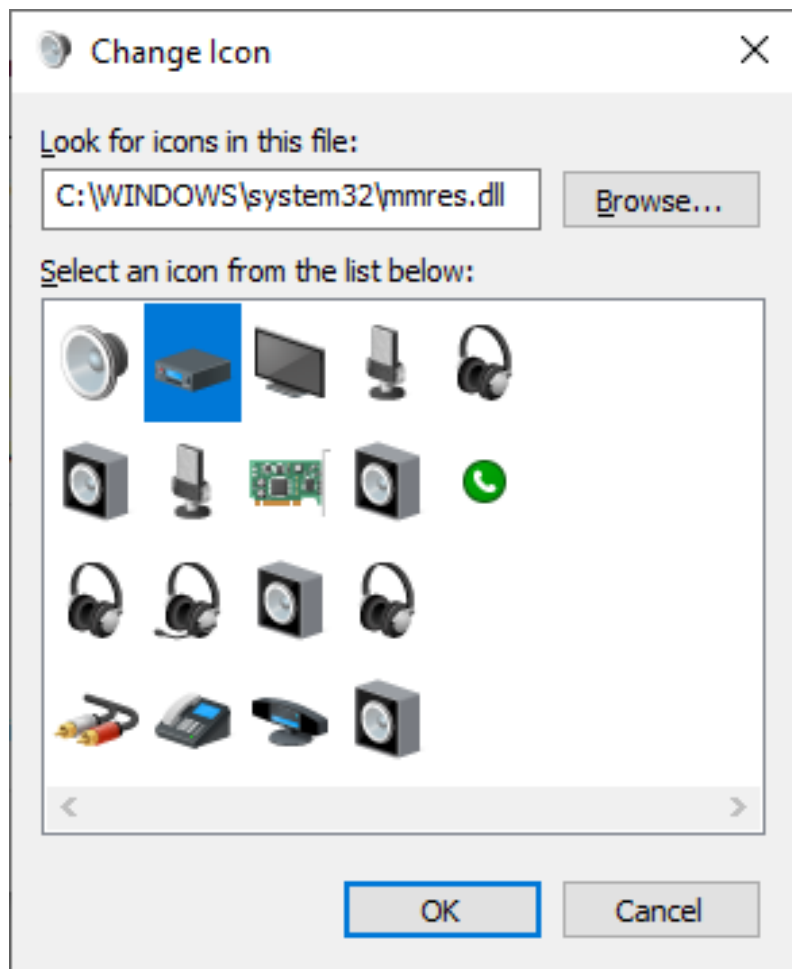 Change Icon
Look for icons in this file:
C:\WINDOWS\system32\mmres.dll
Browse...
Select an icon from the list below:
OK
Cancel